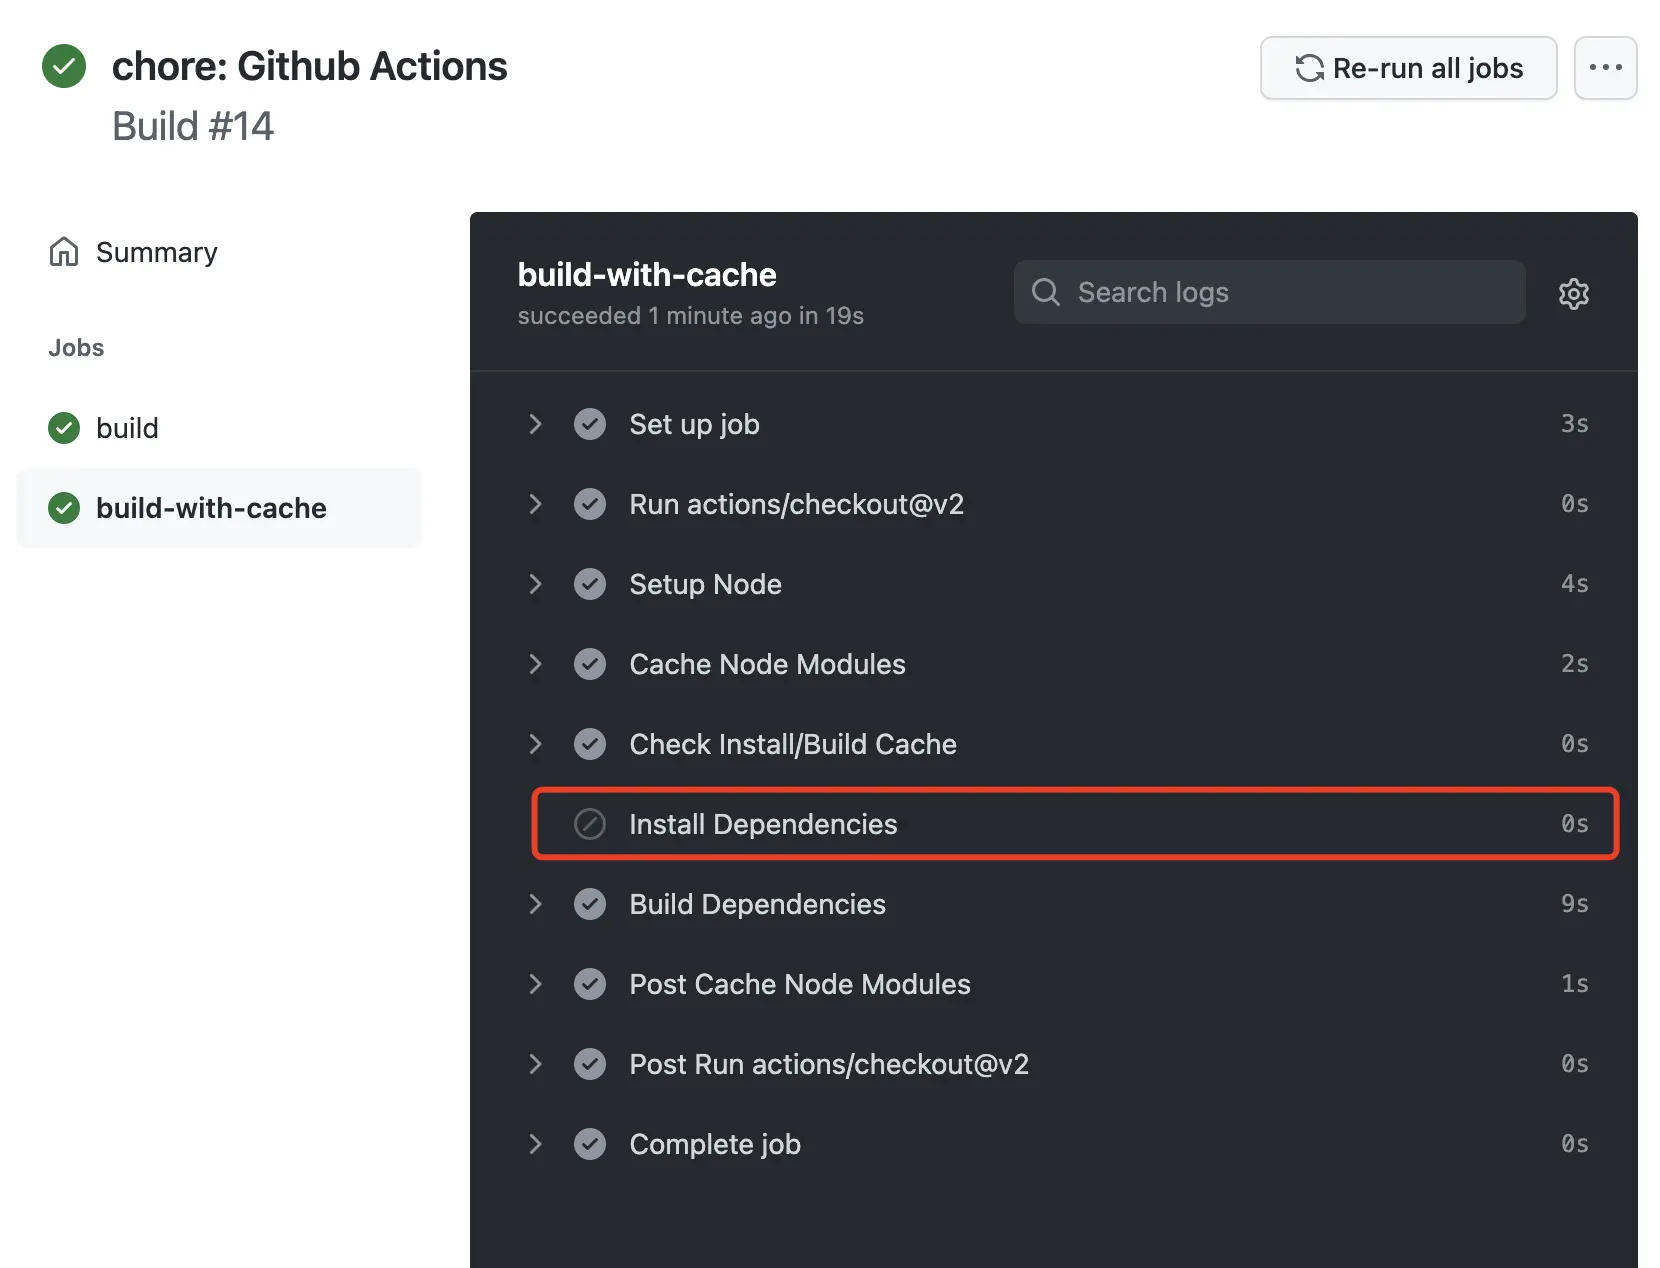 chore: Github Actions
Build #14
Re-run all jobs
Summary
Jobs
build
build-with-cache
build-with-cache
succeeded 1 minute ago in 19s
Search logs
Set up job 3s
Run actions/checkout@v2 0s
Setup Node 4s
Cache Node Modules 2s
Check Install/Build Cache 0s
Install Dependencies 0s
Build Dependencies 9s
Post Cache Node Modules 1s
Post Run actions/checkout@v2 0s
Complete job 0s